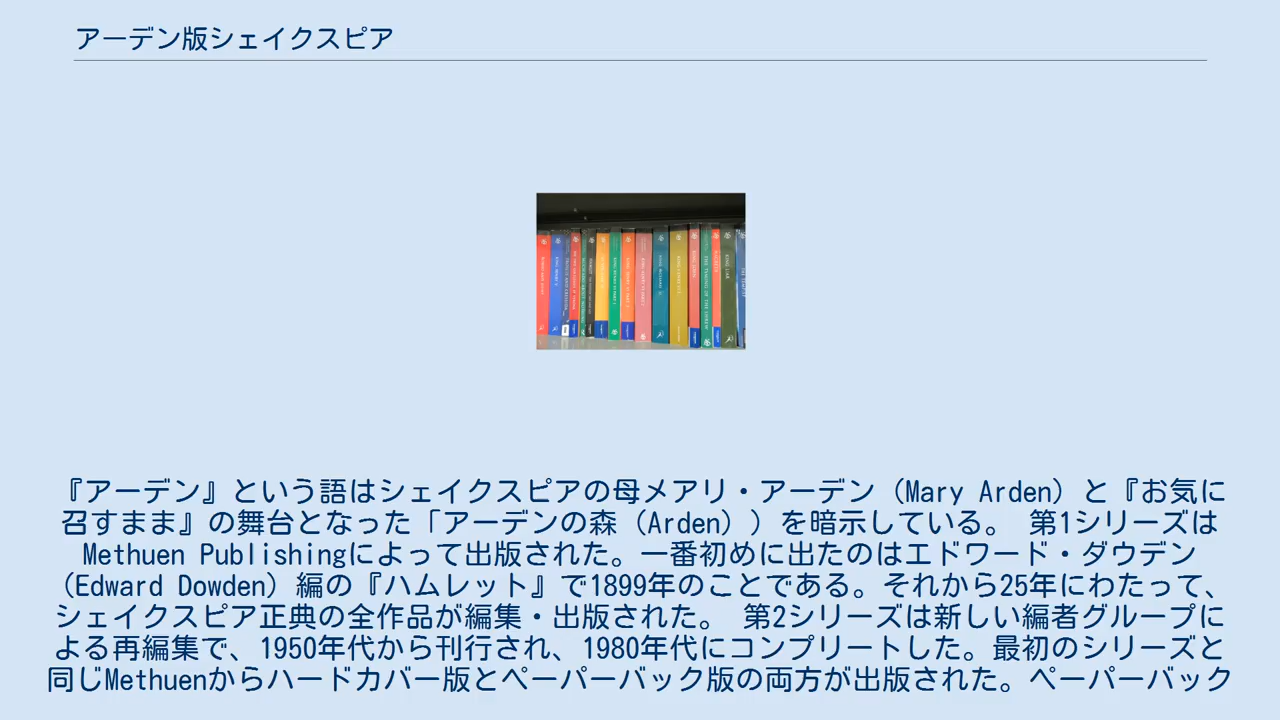 アーデン版シェイクスピア
『アーデン』という語はシェイクスピアの母メアリ・アーデン（Mary Arden）と『お気に
召すまま』の舞台となった「アーデンの森（Arden））を暗示している。 第1シリーズは
Methuen Publishingによって出版された。一番初めに出たのはエドワード・ダウデン
（Edward Dowden）編の『ハムレット』で1899年のことである。それから25年にわたって、
シェイクスピア正典の全作品が編集・出版された。 第2シリーズは新しい編者グループに
よる再編集で、1950年代から刊行され、1980年代にコンプリートした。最初のシリーズと
同じMethuenからハードカバー版とペーパーバック版の両方が出版された。ペーパーバック